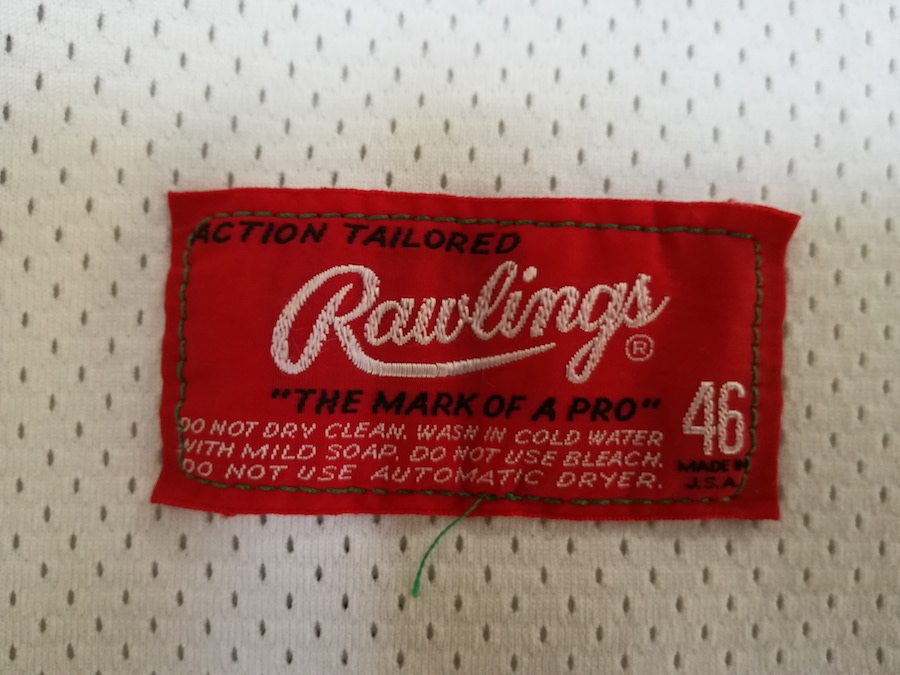 ACTION TAILORED
Rawlings
®
"THE MARK OF A PRO"
46
DO NOT DRY CLEAN. WASH IN COLD WATER
WITH MILD SOAP. DO NOT USE BLEACH.
DO NOT USE AUTOMATIC DRYER.
MADE IN
U.S.A.